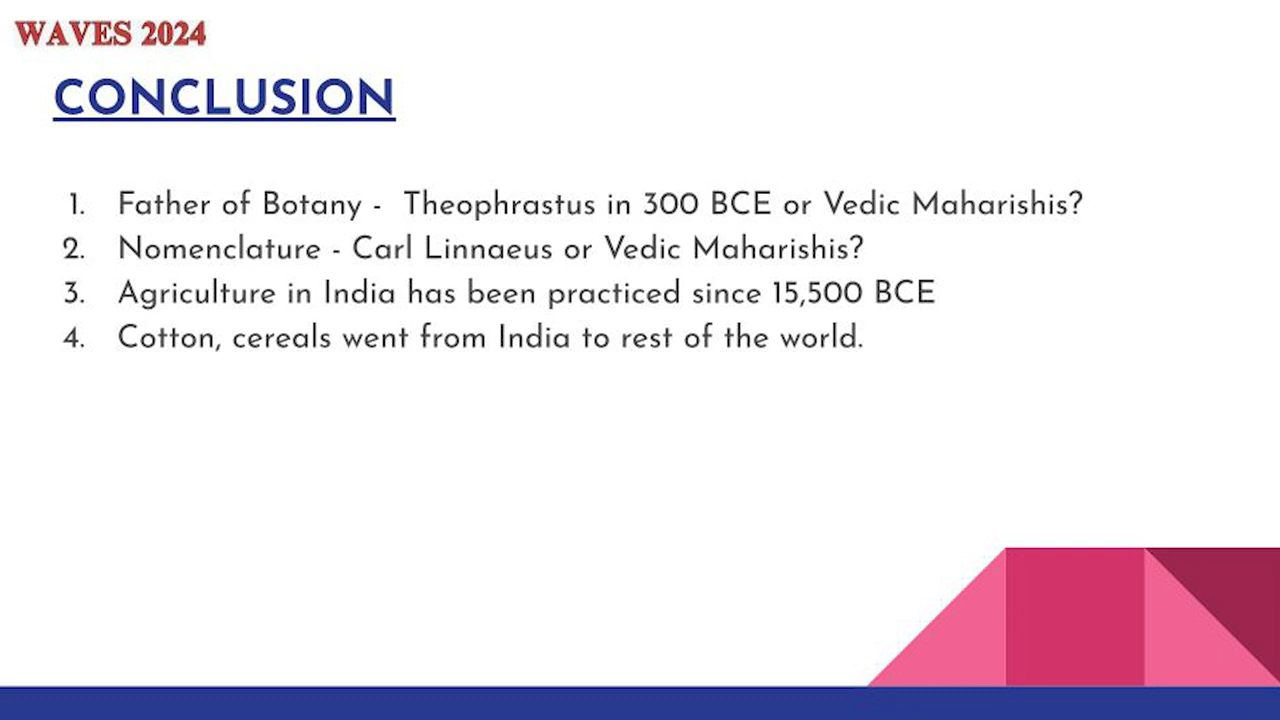 WAVES 2024
CONCLUSION
1. Father of Botany - Theophrastus in 300 BCE or Vedic Maharishis?
2. Nomenclature - Carl Linnaeus or Vedic Maharishis?
3. Agriculture in India has been practiced since 15,500 BCE
4. Cotton, cereals went from India to rest of the world.